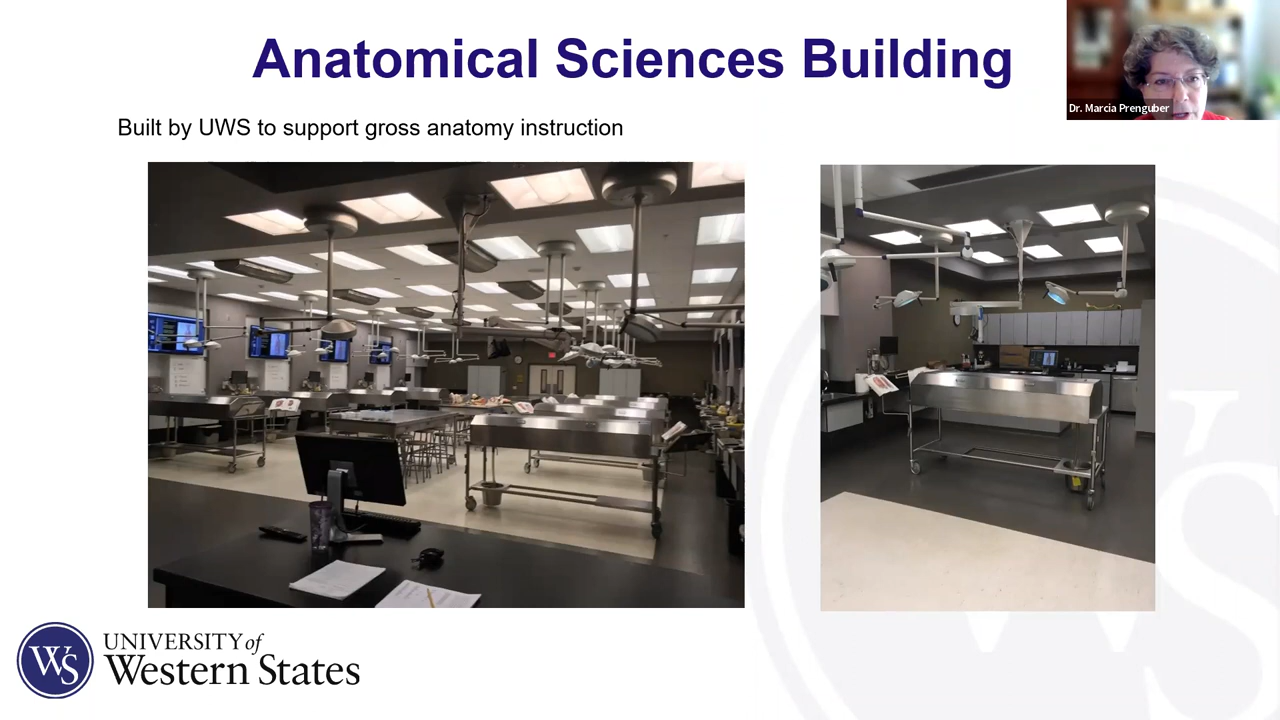 Anatomical Sciences Building
Dr. Marcia Prenguber
Built by UWS to support gross anatomy instruction
WS
UNIVERSITY of
Western States